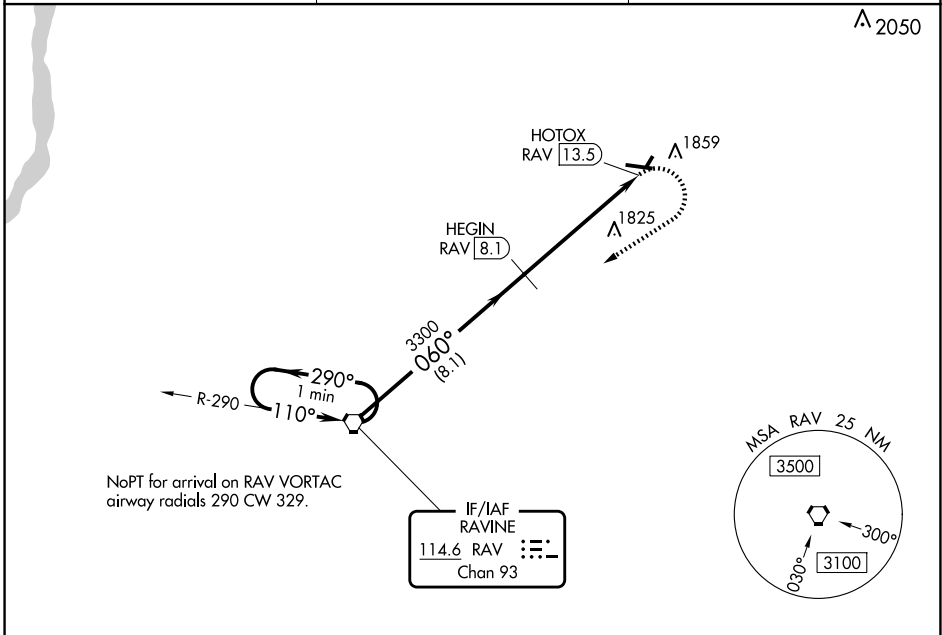 2050
HOTOX
RAV 13.5
1859
1825
HEGIN
RAV 8.1
3300
060°
(8.1)
290°
1 min
R-290
110°
NoPT for arrival on RAV VORTAC
airway radials 290 CW 329.
IF/IAF
RAVINE
114.6 RAV
Chan 93
MSA RAV 25 NM
3500
300°
030°
3100